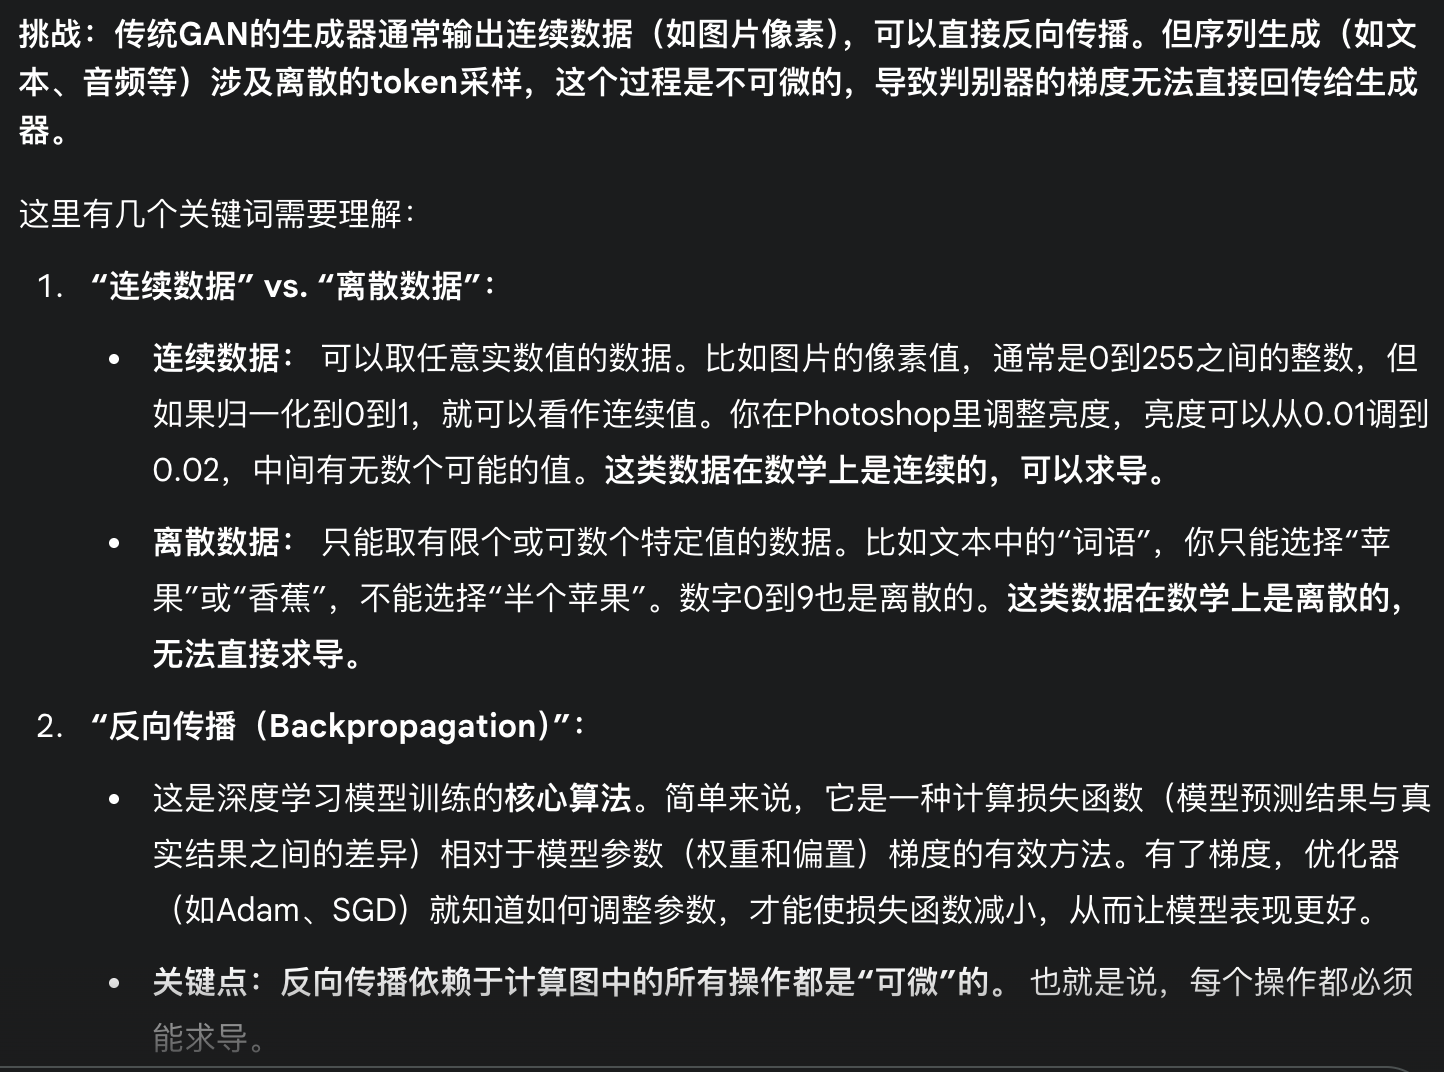 挑战：传统GAN的生成器通常输出连续数据（如图片像素），可以直接反向传播。但序列生成（如文
本、音频等）涉及离散的token采样，这个过程是不可微的，导致判别器的梯度无法直接回传给生成
器。
这里有几个关键词需要理解：
1. “连续数据” vs. “离散数据”：
• 连续数据： 可以取任意实数值的数据。比如图片的像素值，通常是0到255之间的整数，但
如果归一化到0到1，就可以看作连续值。你在Photoshop里调整亮度，亮度可以从0.01调到
0.02，中间有无数个可能的值。这类数据在数学上是连续的，可以求导。
• 离散数据： 只能取有限个或可数个特定值的数据。比如文本中的“词语”，你只能选择“苹
果”或“香蕉”，不能选择“半个苹果”。数字0到9也是离散的。这类数据在数学上是离散的，
无法直接求导。
2. “反向传播（Backpropagation）”：
• 这是深度学习模型训练的核心算法。简单来说，它是一种计算损失函数（模型预测结果与真
实结果之间的差异）相对于模型参数（权重和偏置）梯度的有效方法。有了梯度，优化器
（如Adam、SGD）就知道如何调整参数，才能使损失函数减小，从而让模型表现更好。
• 关键点：反向传播依赖于计算图中的所有操作都是“可微”的。 也就是说，每个操作都必须
能求导。